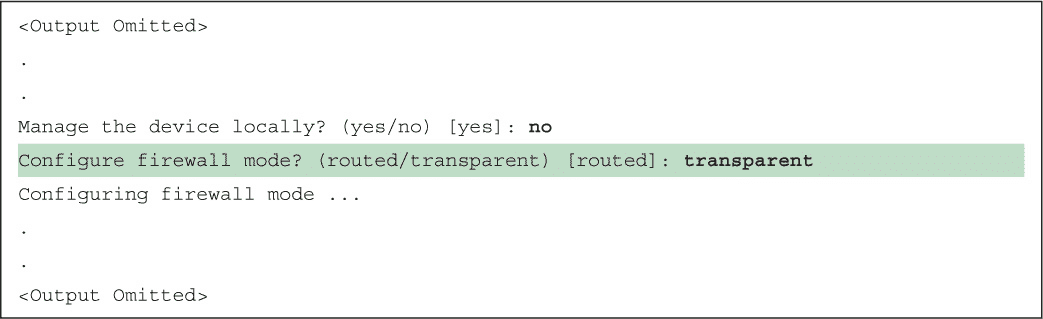 <Output Omitted>
.
.
Manage the device locally? (yes/no) [yes]: no
Configure firewall mode? (routed/transparent) [routed]: transparent
Configuring firewall mode ...
.
.
<Output Omitted>